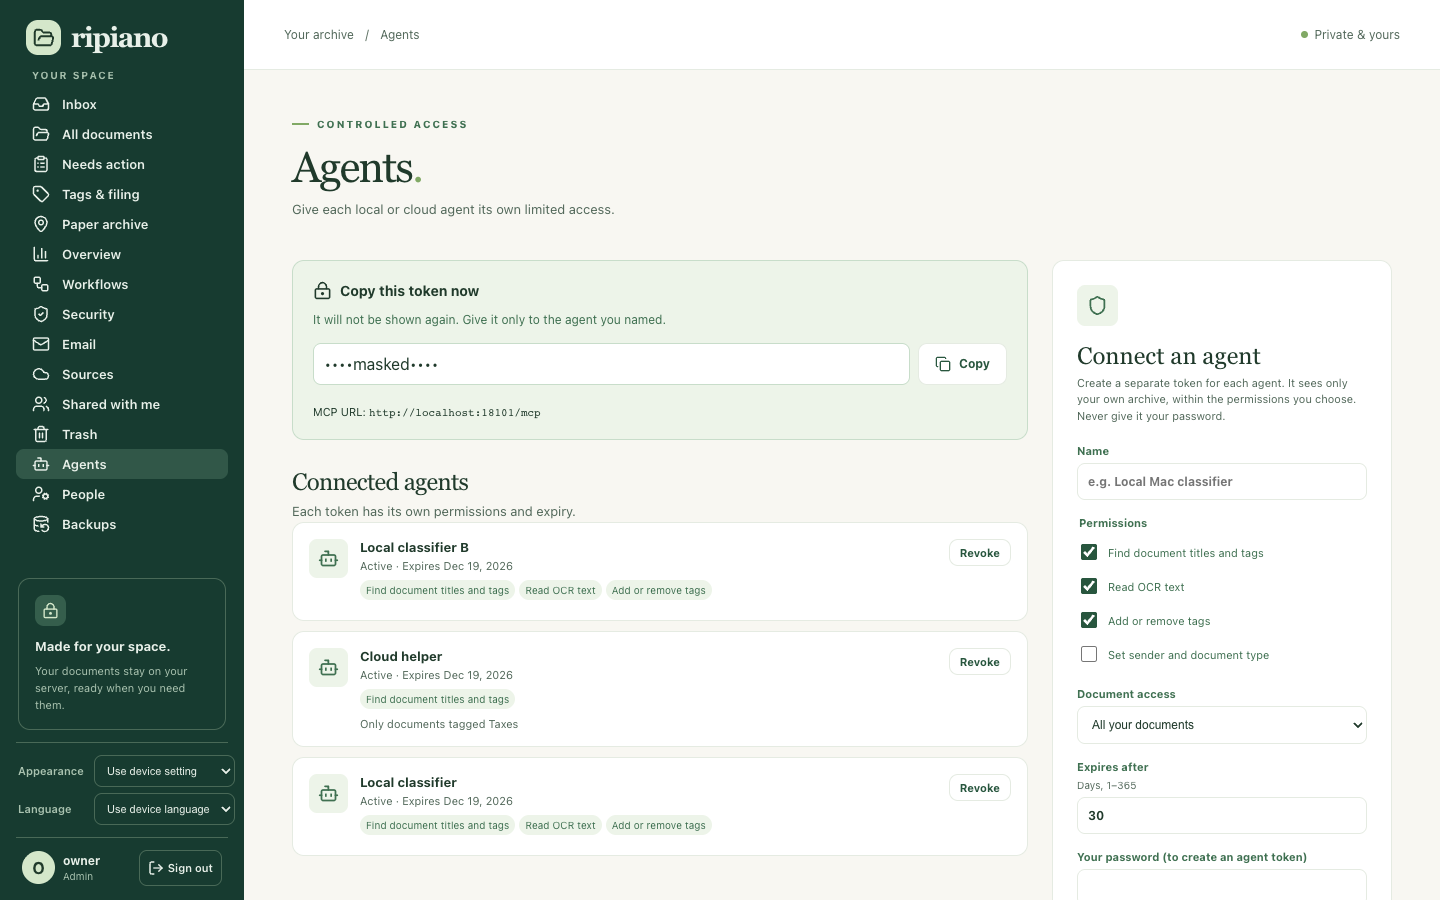 ripiano
YOUR SPACE
Inbox
All documents
Needs action
Tags & filing
Paper archive
Overview
Workflows
Security
Email
Sources
Shared with me
Trash
Agents
People
Backups
Made for your space.
Your documents stay on your
server, ready when you need
them.
Appearance
Use device setting
Language
Use device language
O
owner
Admin
Sign out
Your archive / Agents
Private & yours
CONTROLLED ACCESS
Agents.
Give each local or cloud agent its own limited access.
Copy this token now
It will not be shown again. Give it only to the agent you named.
••••masked••••
Copy
MCP URL: http://localhost:18101/mcp
Connected agents
Each token has its own permissions and expiry.
Local classifier B
Active · Expires Dec 19, 2026
Find document titles and tags Read OCR text Add or remove tags
Revoke
Cloud helper
Active · Expires Dec 19, 2026
Find document titles and tags
Only documents tagged Taxes
Revoke
Local classifier
Active · Expires Dec 19, 2026
Find document titles and tags Read OCR text Add or remove tags
Revoke
Connect an agent
Create a separate token for each agent. It sees only
your own archive, within the permissions you choose.
Never give it your password.
Name
e.g. Local Mac classifier
Permissions
Find document titles and tags
Read OCR text
Add or remove tags
Set sender and document type
Document access
All your documents
Expires after
Days, 1–365
30
Your password (to create an agent token)